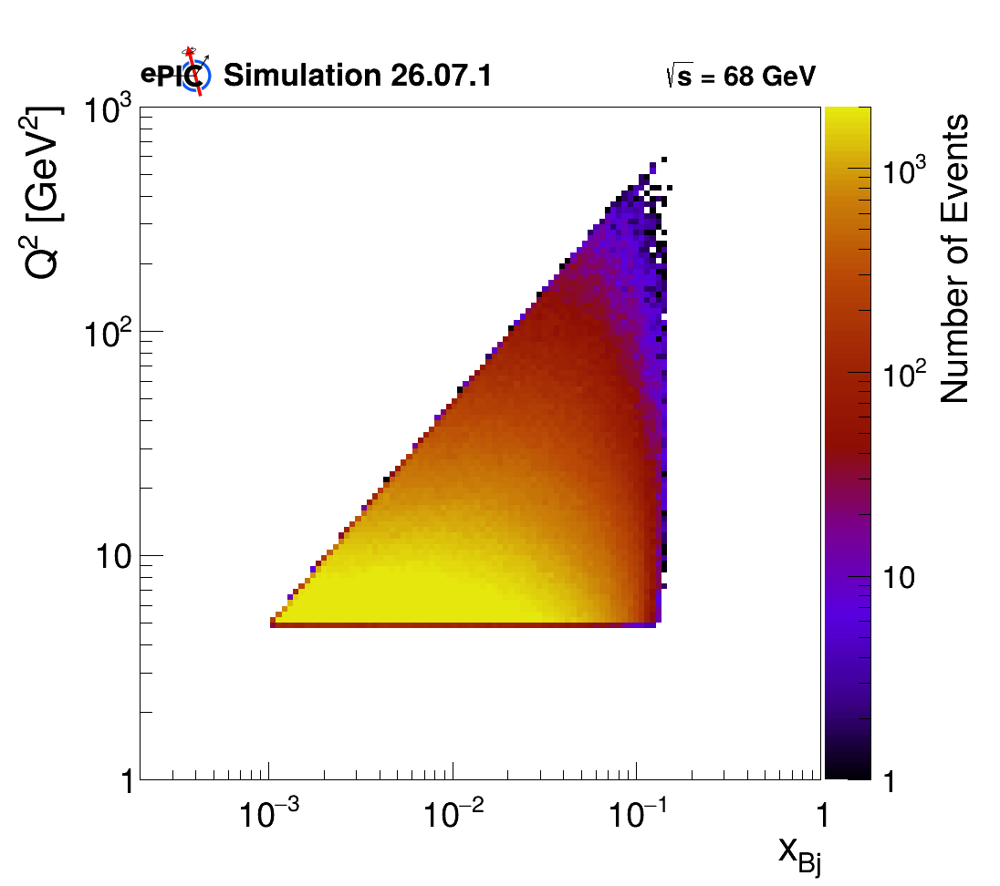 ePIC Simulation 26.07.1
√s = 68 GeV
Q² [GeV²]
10³
10²
10
1
10⁻³
10⁻²
10⁻¹
1
x_Bj
10³
10²
10
1
Number of Events